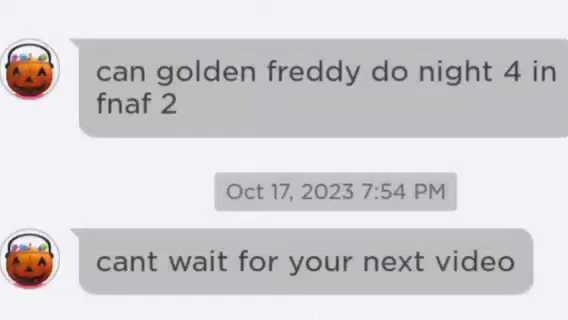 can golden freddy do night 4 in
fnaf 2
Oct 17, 2023 7:54 PM
cant wait for your next video